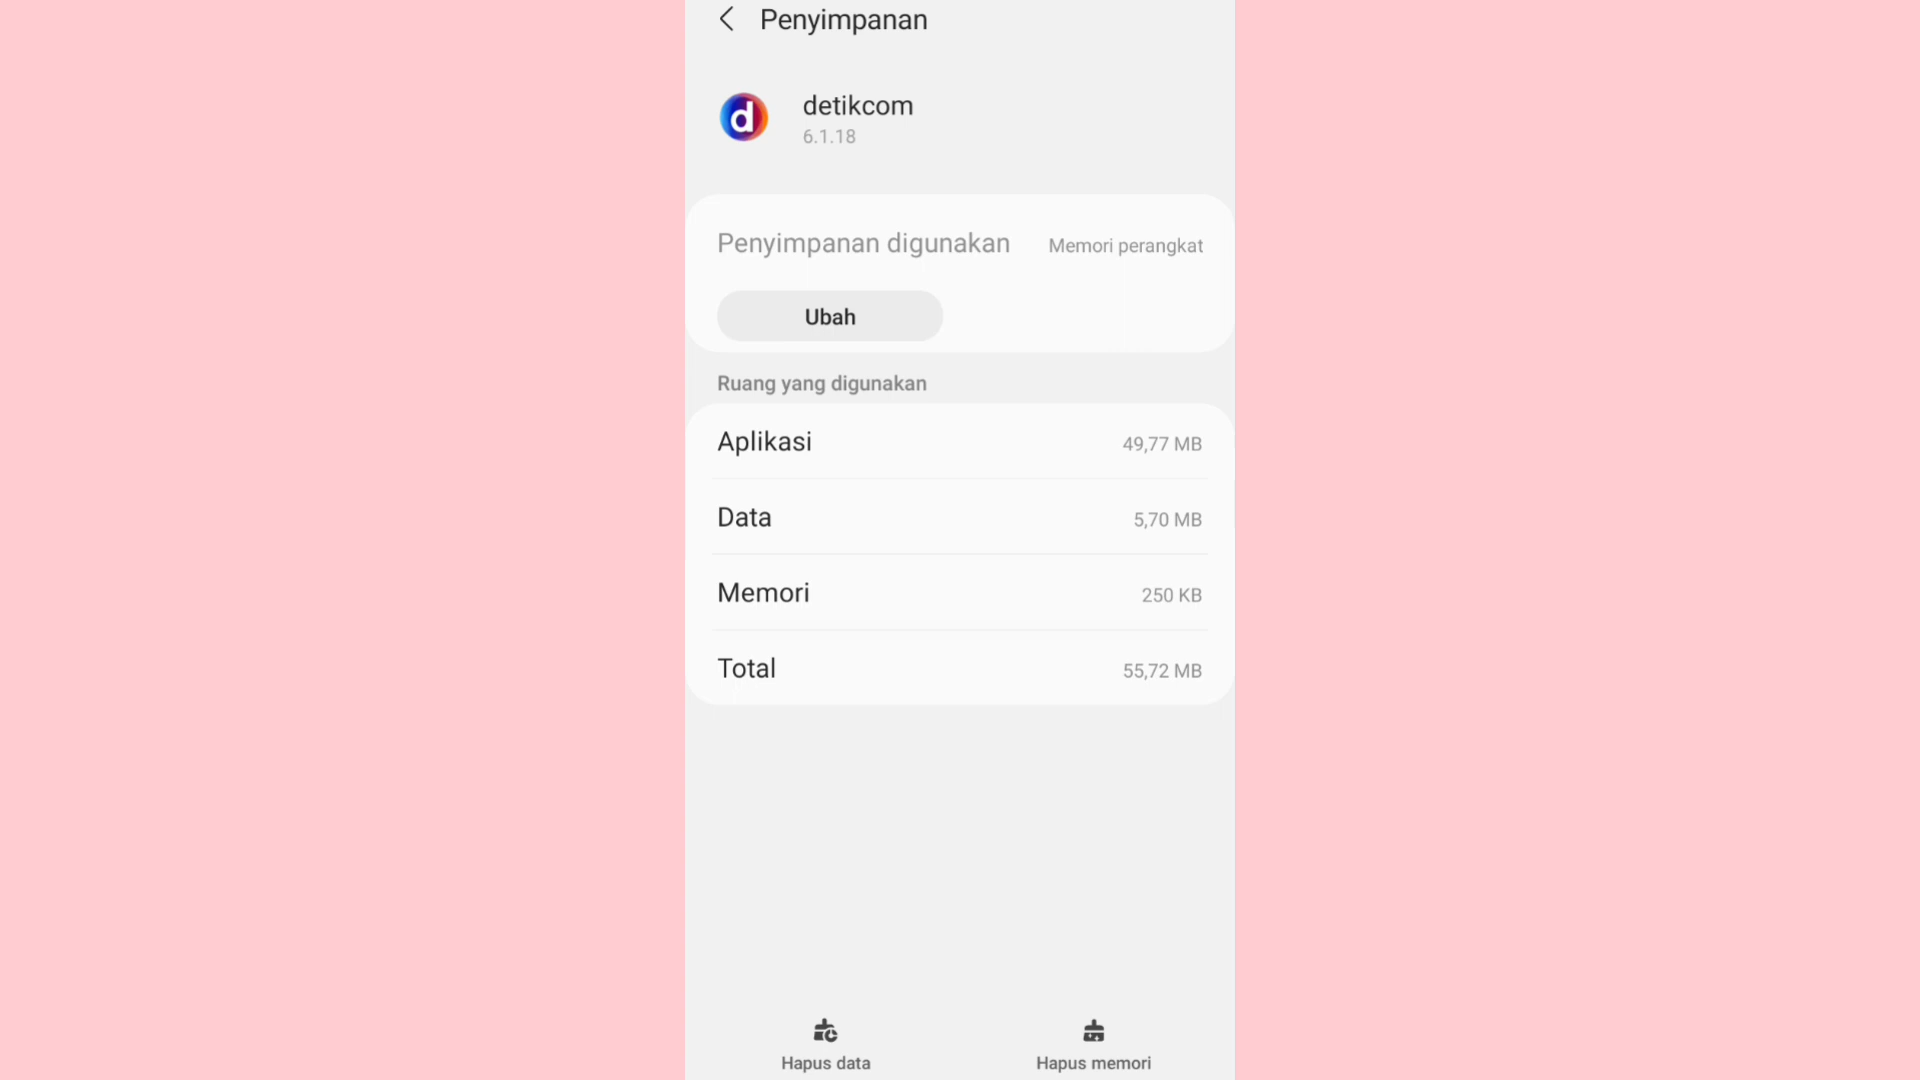 Penyimpanan
detikcom
6.1.18
Penyimpanan digunakan Memori perangkat
Ubah
Ruang yang digunakan
Aplikasi 49,77 MB
Data 5,70 MB
Memori 250 KB
Total 55,72 MB
Hapus data Hapus memori